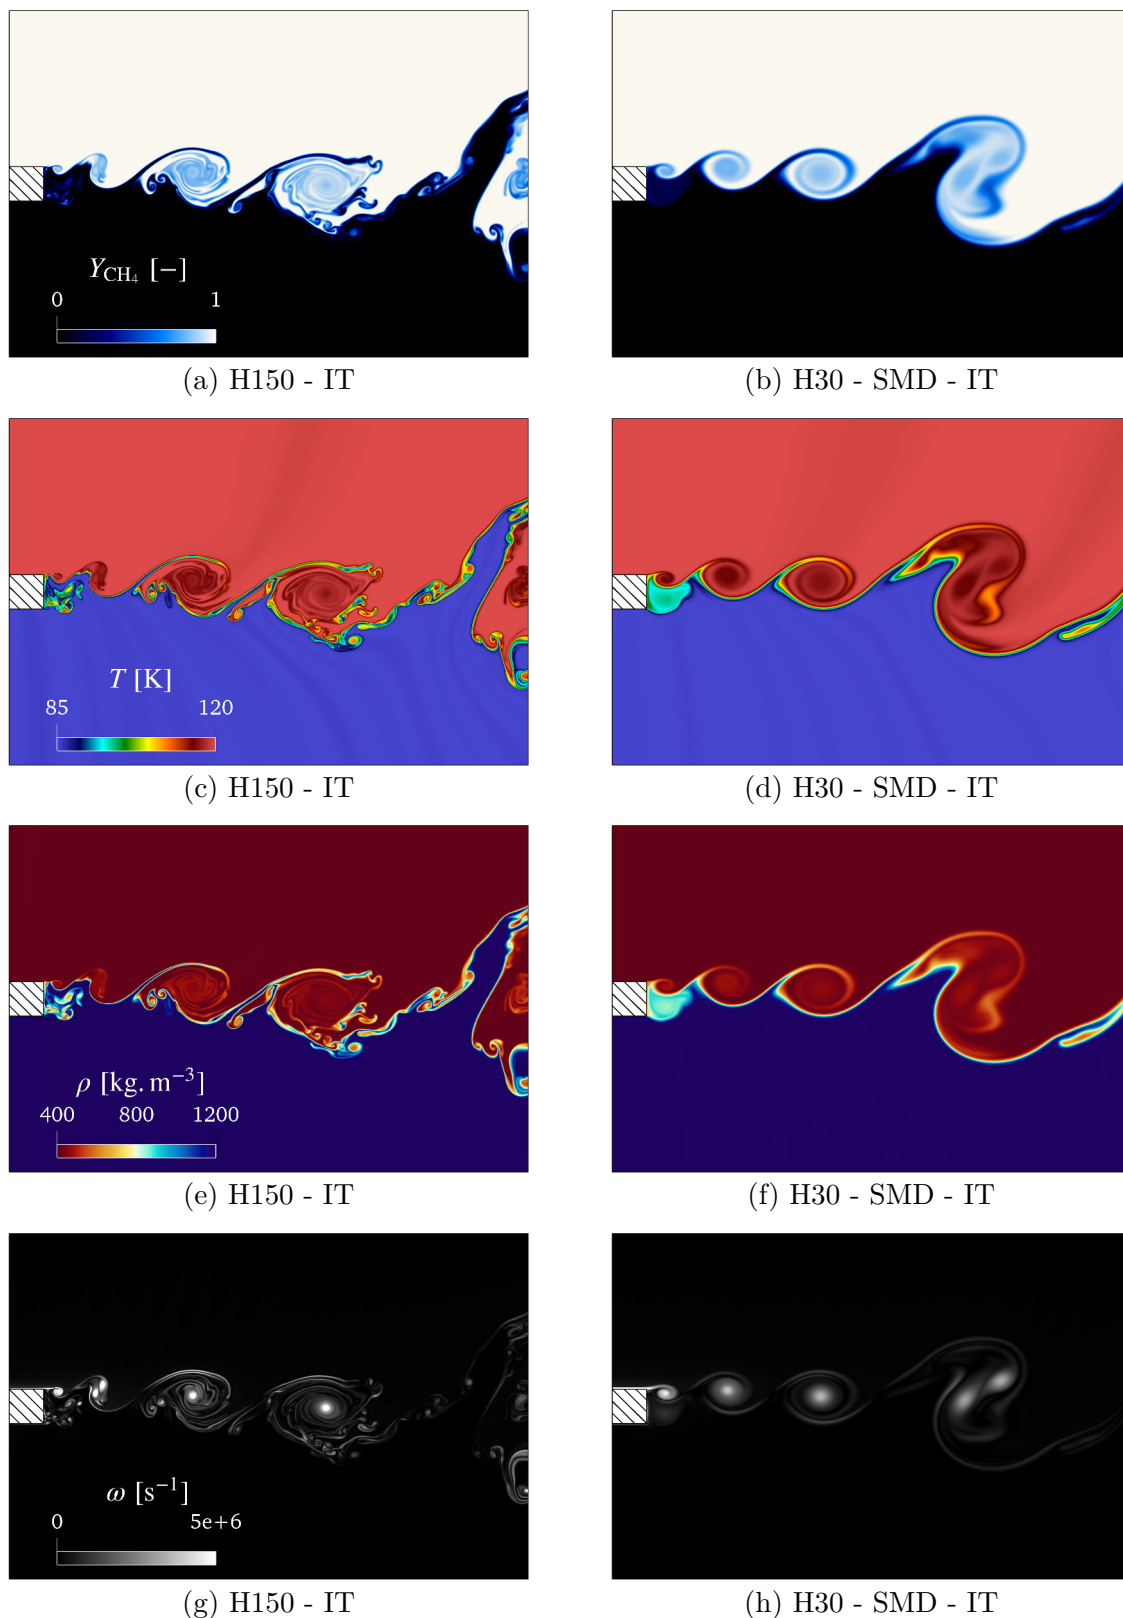 Y_CH₄ [−]
0 1
(a) H150 - IT
(b) H30 - SMD - IT
T [K]
85 120
(c) H150 - IT
(d) H30 - SMD - IT
ρ [kg. m⁻³]
400 800 1200
(e) H150 - IT
(f) H30 - SMD - IT
ω [s⁻¹]
0 5e+6
(g) H150 - IT
(h) H30 - SMD - IT